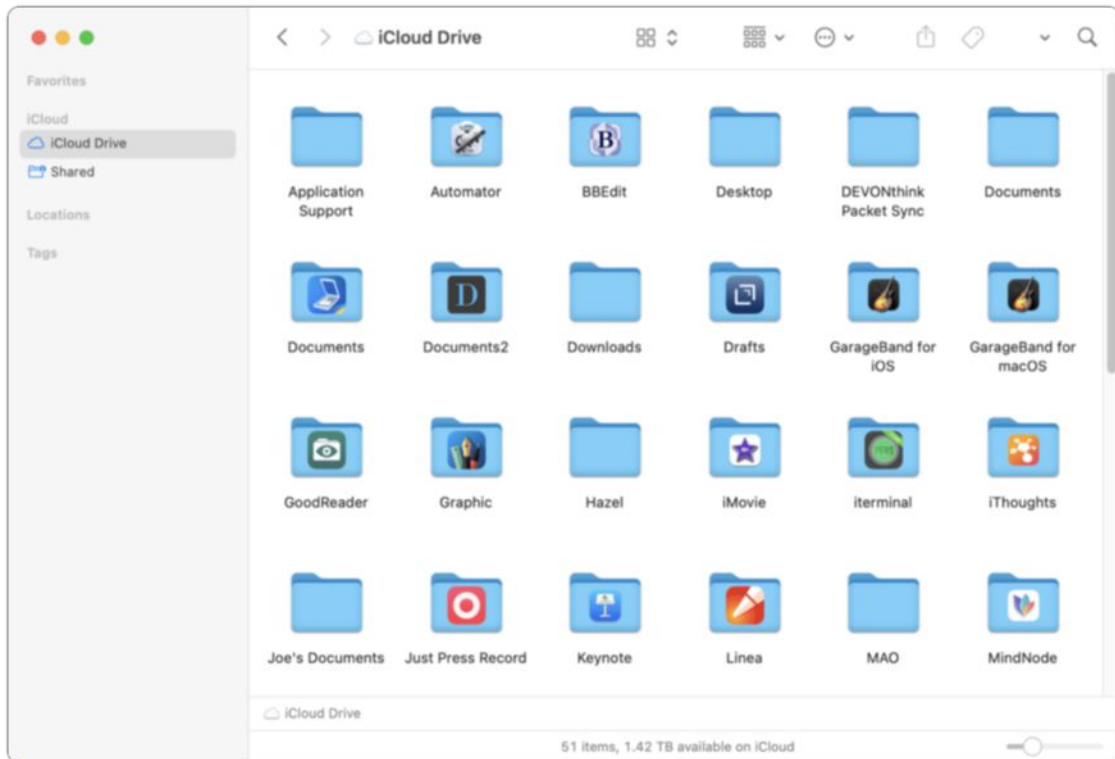 iCloud Drive
Favorites
iCloud
iCloud Drive
Shared
Locations
Tags
Application Support
Automator
BBEdit
Desktop
DEVONthink Packet Sync
Documents
Documents
Documents2
Downloads
Drafts
GarageBand for iOS
GarageBand for macOS
GoodReader
Graphic
Hazel
iMovie
iterminal
iThoughts
Joe's Documents
Just Press Record
Keynote
Linea
MAO
MindNode
iCloud Drive
51 items, 1.42 TB available on iCloud